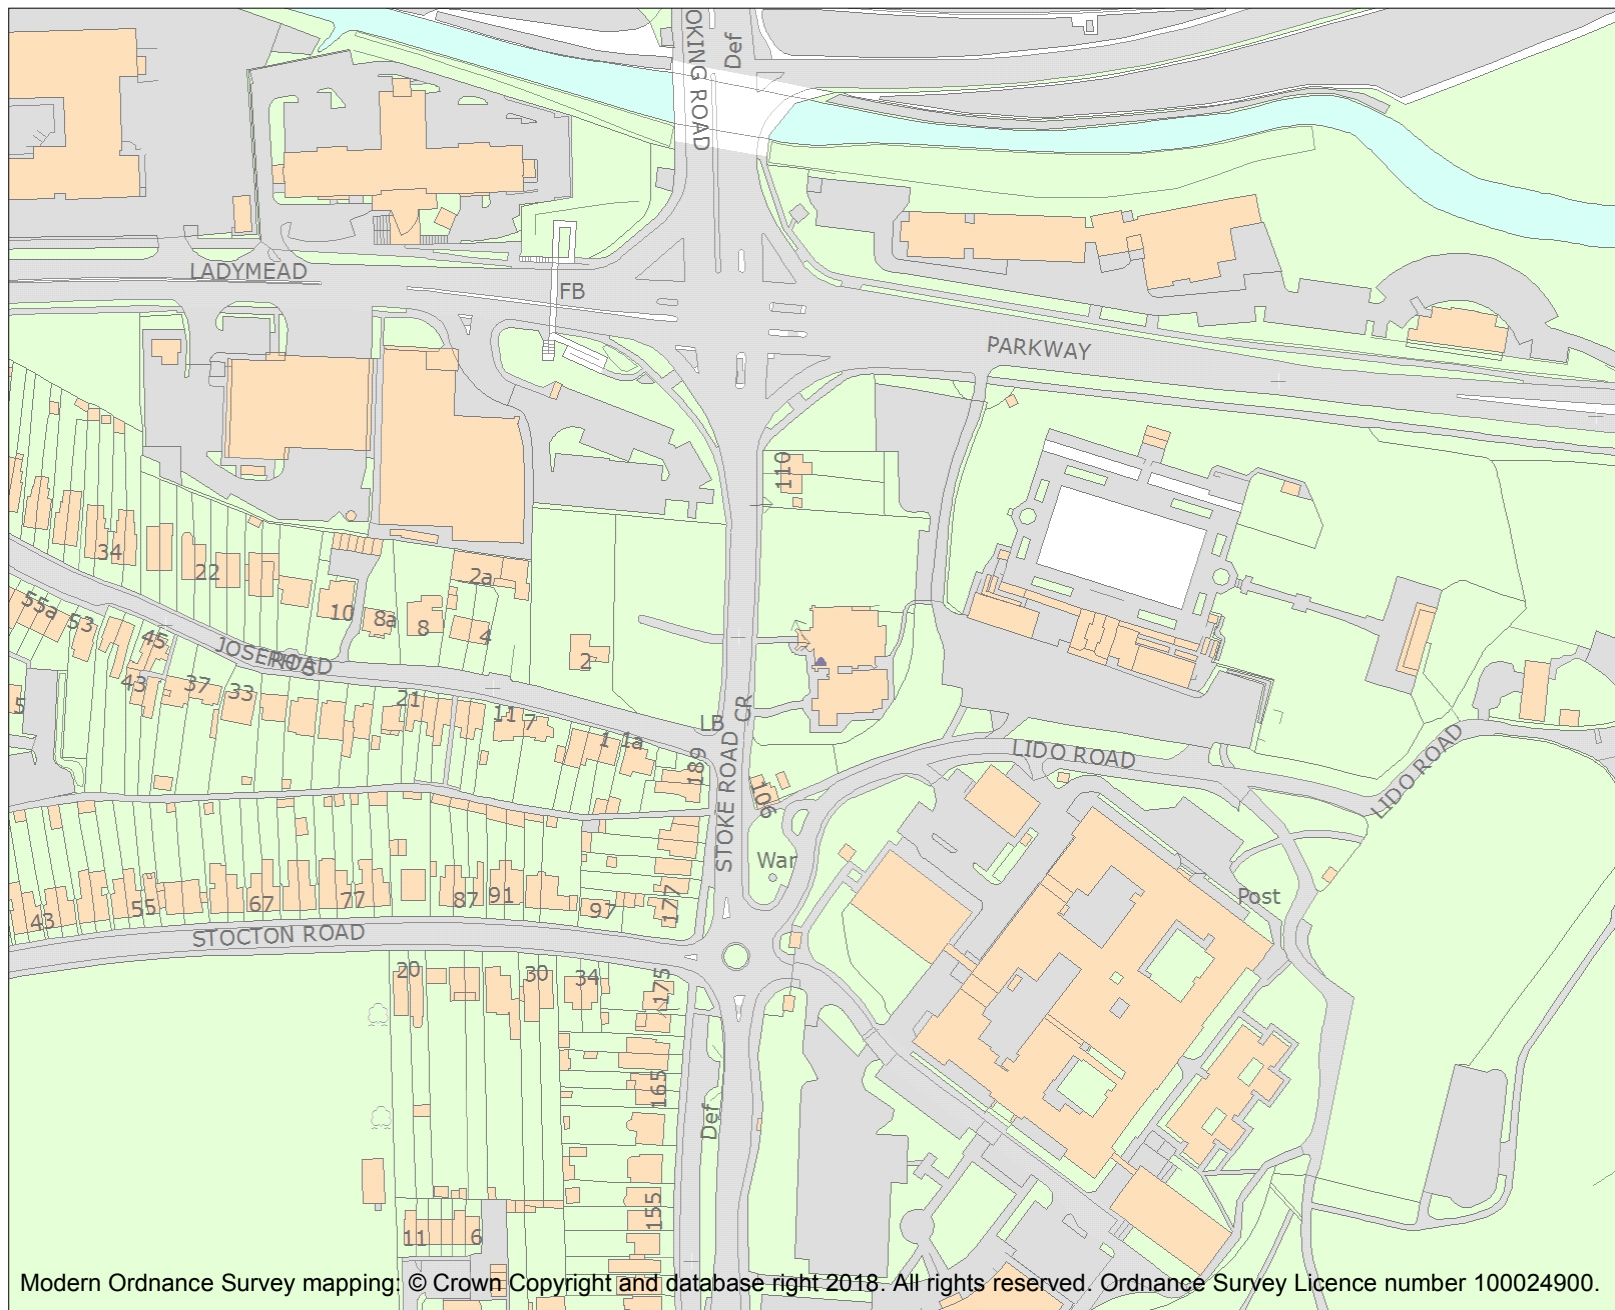 OKING ROAD
Def
LADYMEAD
FB
PARKWAY
110
34
22
2a
10
8a
8
4
2
55a
53
45
JOSEPH'S
ROAD
43
37
33
5
21
11
7
1
1a
LB
STOKE ROAD
CR
189
106
LIDO ROAD
LIDO ROAD
War
Post
43
55
67
77
87
91
97
177
STOCTON ROAD
20
30
34
175
165
Def
155
11
6
Modern Ordnance Survey mapping: © Crown Copyright and database right 2018. All rights reserved. Ordnance Survey Licence number 100024900.